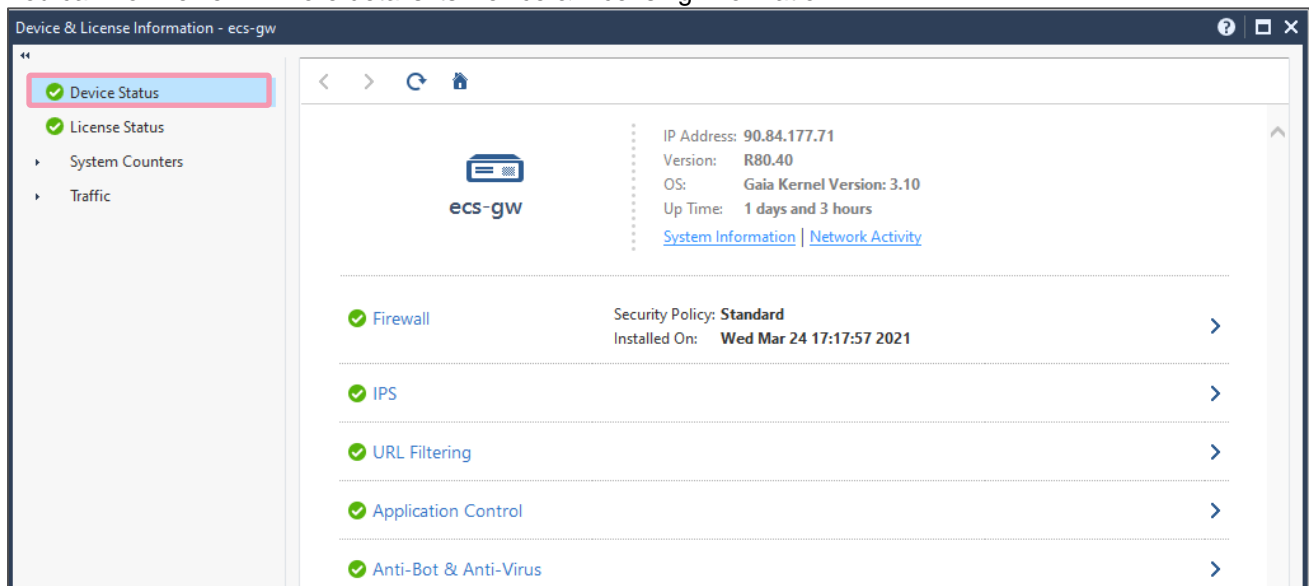 Device & License Information - ecs-gw
Device Status
License Status
System Counters
Traffic
ecs-gw
IP Address: 90.84.177.71
Version: R80.40
OS: Gaia Kernel Version: 3.10
Up Time: 1 days and 3 hours
System Information | Network Activity
Firewall
Security Policy: Standard
Installed On: Wed Mar 24 17:17:57 2021
IPS
URL Filtering
Application Control
Anti-Bot & Anti-Virus